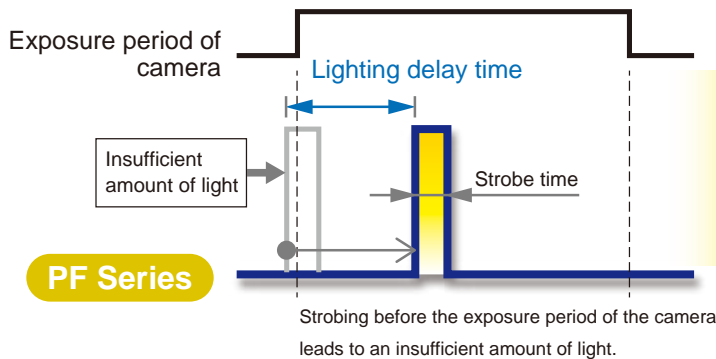 Exposure period of
camera
Lighting delay time
Insufficient
amount of light
Strobe time
PF Series
Strobing before the exposure period of the camera
leads to an insufficient amount of light.